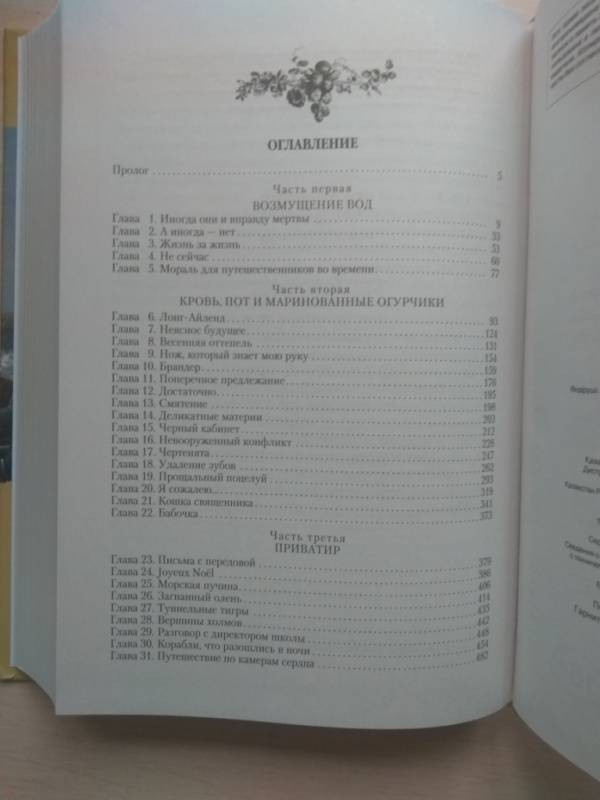 ОГЛАВЛЕНИЕ
Пролог 5
Часть первая
ВОЗМУЩЕНИЕ ВОД
Глава 1. Иногда они и вправду мертвы 9
Глава 2. А иногда — нет 33
Глава 3. Жизнь за жизнь 53
Глава 4. Не сейчас 60
Глава 5. Мораль для путешественников во времени 77
Часть вторая
КРОВЬ, ПОТ И МАРИНОВАННЫЕ ОГУРЧИКИ
Глава 6. Лонг-Айленд 93
Глава 7. Неясное будущее 124
Глава 8. Весенняя оттепель 131
Глава 9. Нож, который знает мою руку 154
Глава 10. Брандер 159
Глава 11. Поперечное предлежание 178
Глава 12. Достаточно 195
Глава 13. Смятение 198
Глава 14. Деликатные материи 203
Глава 15. Черный кабинет 212
Глава 16. Невооруженный конфликт 228
Глава 17. Чертенята 247
Глава 18. Удаление зубов 262
Глава 19. Прощальный поцелуй 293
Глава 20. Я сожалею... 319
Глава 21. Кошка священника 341
Глава 22. Бабочка 373
Часть третья
ПРИВАТИР
Глава 23. Письма с передовой 379
Глава 24. Joyeux Noël 386
Глава 25. Морская пучина 406
Глава 26. Загнанный олень 414
Глава 27. Туннельные тигры 435
Глава 28. Вершины холмов 442
Глава 29. Разговор с директором школы 448
Глава 30. Корабли, что разошлись в ночи 454
Глава 31. Путешествие по камерам сердца 482